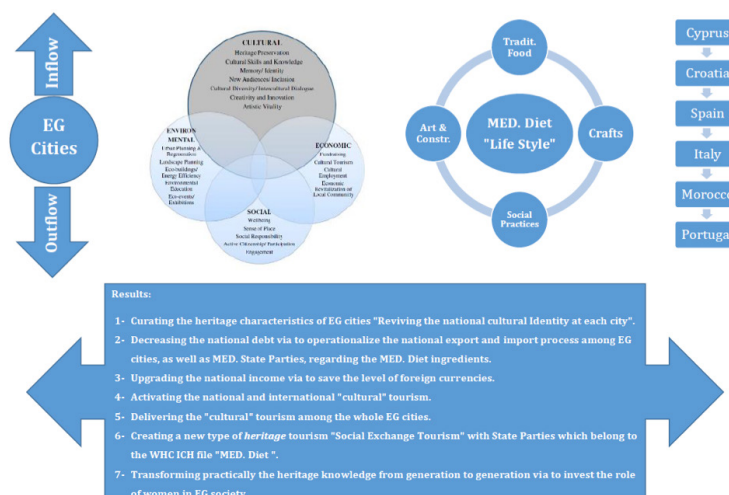 Inflow
EG
Cities
Outflow
CULTURAL
Heritage Preservation
Cultural Skills and Knowledge
Memory/ Identity
New Audiences/ Inclusion
Cultural Diversity/ Intercultural Dialogue
Creativity and Innovation
Artistic Vitality
ENVIRON
MENTAL
Urban Planning &
Regeneration
Landscape Planning
Eco-buildings/
Energy Efficiency
Environmental
Education
Eco-events/
Exhibitions
ECONOMIC
Fundraising
Cultural Tourism
Cultural
Employment
Economic
Revitalization of
Local Community
SOCIAL
Wellbeing
Sense of Place
Social Responsibility
Active Citizenship/ Participation
Engagement
Tradit.
Food
Art &
Constr.
MED. Diet
"Life Style"
Crafts
Social
Practices
Cyprus
Croatia
Spain
Italy
Morocco
Portugal
Results:
1- Curating the heritage characteristics of EG cities "Reviving the national cultural Identity at each city".
2- Decreasing the national debt via to operationalize the national export and import process among EG
cities, as well as MED. State Parties, regarding the MED. Diet ingredients.
3- Upgrading the national income via to save the level of foreign currencies.
4- Activating the national and international "cultural" tourism.
5- Delivering the "cultural" tourism among the whole EG cities.
6- Creating a new type of heritage tourism "Social Exchange Tourism" with State Parties which belong to
the WHC ICH file "MED. Diet ".
7- Transforming practically the heritage knowledge from generation to generation via to invest the role
of women in EG society